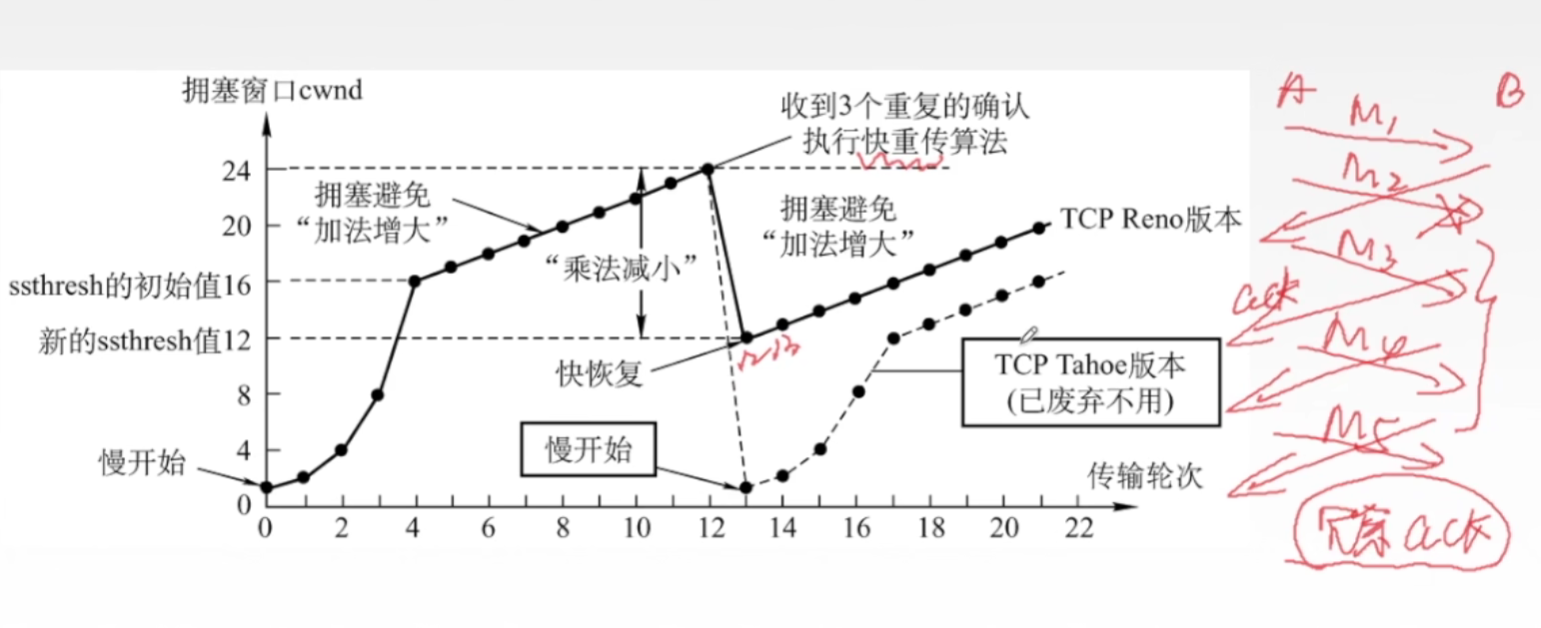 拥塞窗口cwnd
24
20
ssthresh的初始值16
新的ssthresh值12
8
4
0
慢开始
拥塞避免
“加法增大”
“乘法减小”
收到3个重复的确认
执行快重传算法
拥塞避免
“加法增大”
TCP Reno版本
快恢复
12 13
慢开始
TCP Tahoe版本
(已废弃不用)
传输轮次
0 2 4 6 8 10 12 14 16 18 20 22
A B
M1
M2
M3
ack
M4
M5
冗余ack